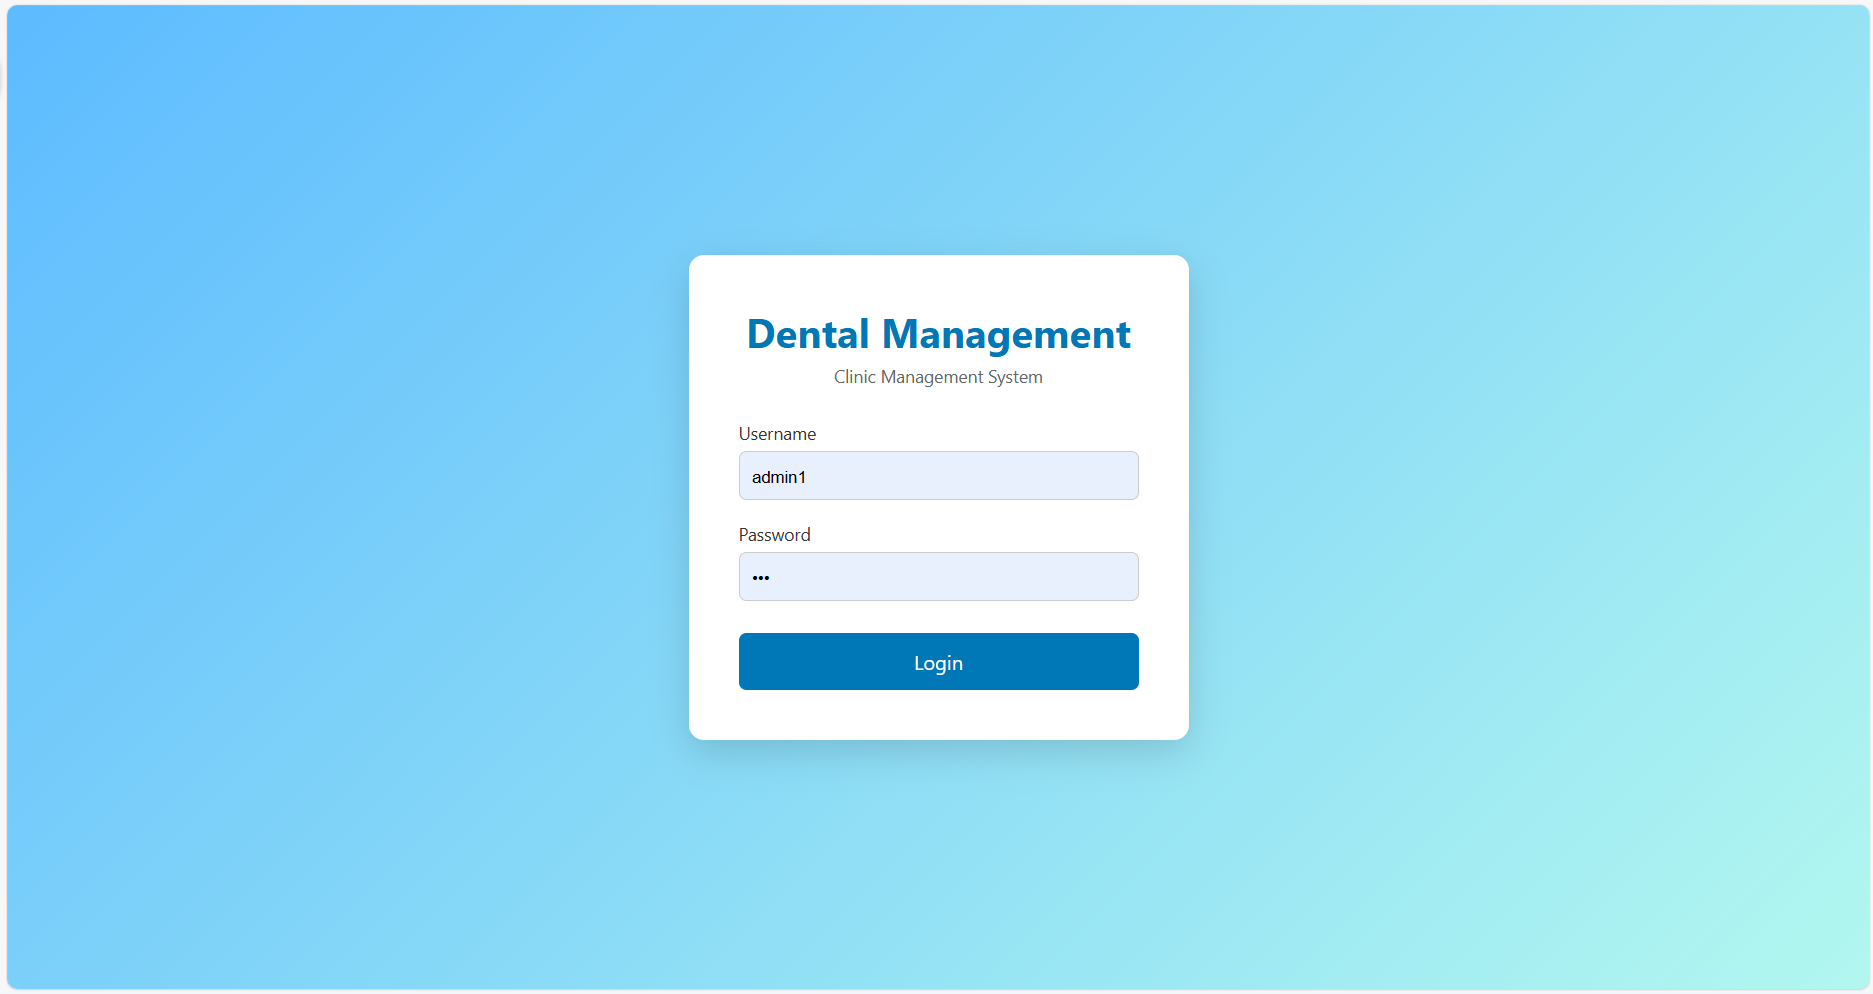 Dental Management
Clinic Management System
Username
admin1
Password
•••
Login